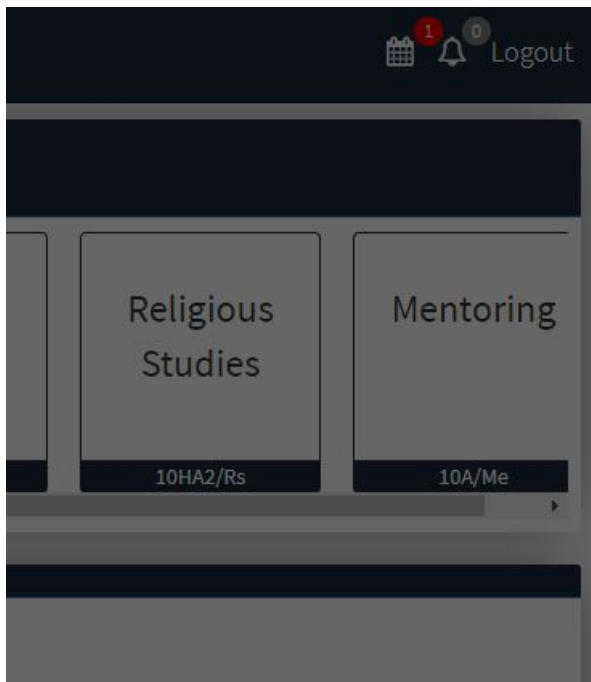 1
0
Logout
Religious
Studies
Mentoring
10HA2/Rs
10A/Me